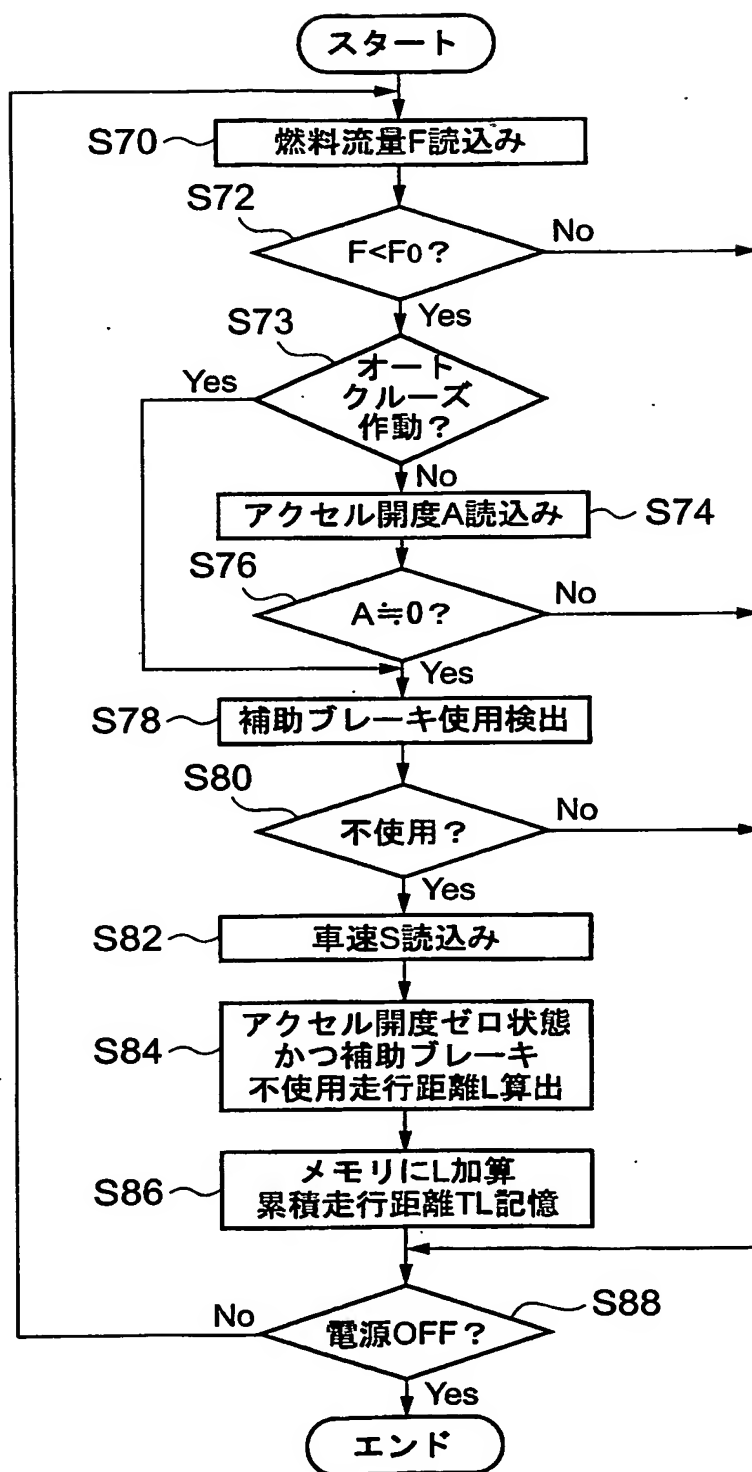 スタート
S70
燃料流量F読込み
S72
F<F0?
No
Yes
S73
オート
クルーズ
作動?
Yes
No
アクセル開度A読込み
S74
S76
A≒0?
No
Yes
S78
補助ブレーキ使用検出
S80
不使用?
No
Yes
S82
車速S読込み
S84
アクセル開度ゼロ状態
かつ補助ブレーキ
不使用走行距離L算出
S86
メモリにL加算
累積走行距離TL記憶
No
電源OFF?
S88
Yes
エンド